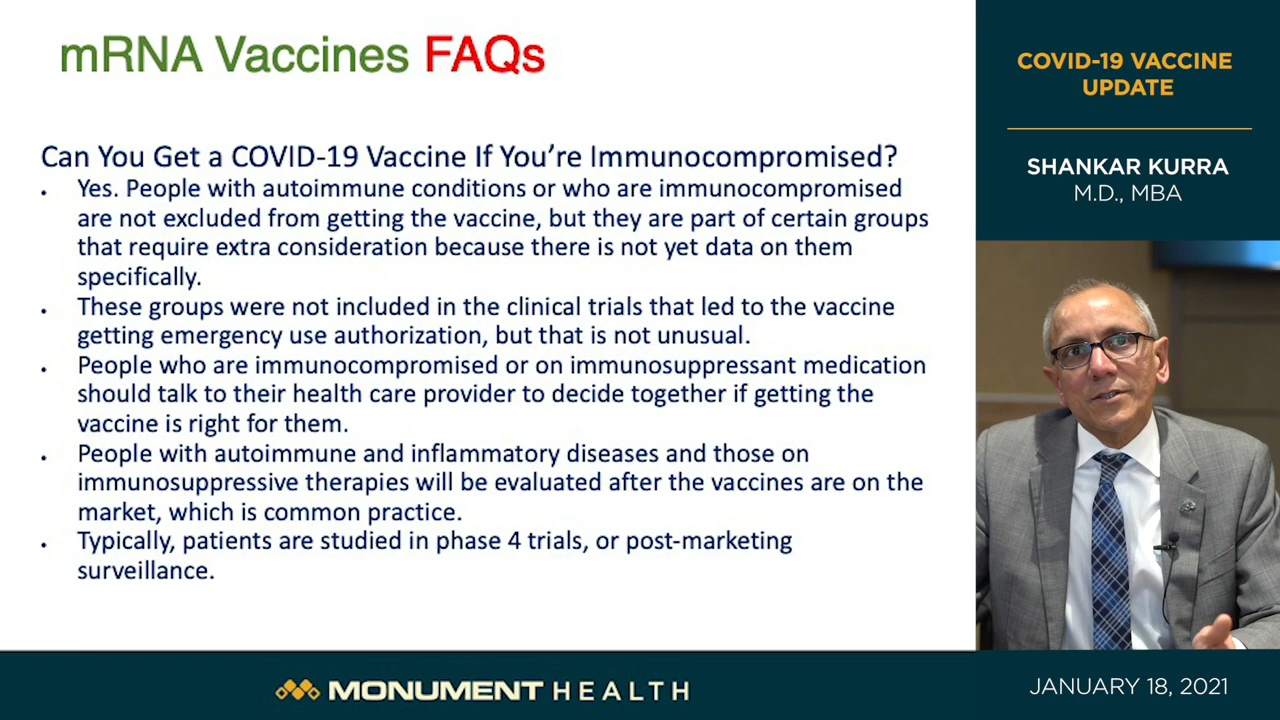 mRNA Vaccines FAQs
Can You Get a COVID-19 Vaccine If You're Immunocompromised?
• Yes. People with autoimmune conditions or who are immunocompromised
are not excluded from getting the vaccine, but they are part of certain groups
that require extra consideration because there is not yet data on them
specifically.
• These groups were not included in the clinical trials that led to the vaccine
getting emergency use authorization, but that is not unusual.
• People who are immunocompromised or on immunosuppressant medication
should talk to their health care provider to decide together if getting the
vaccine is right for them.
• People with autoimmune and inflammatory diseases and those on
immunosuppressive therapies will be evaluated after the vaccines are on the
market, which is common practice.
• Typically, patients are studied in phase 4 trials, or post-marketing
surveillance.
COVID-19 VACCINE
UPDATE
SHANKAR KURRA
M.D., MBA
MONUMENT HEALTH
JANUARY 18, 2021